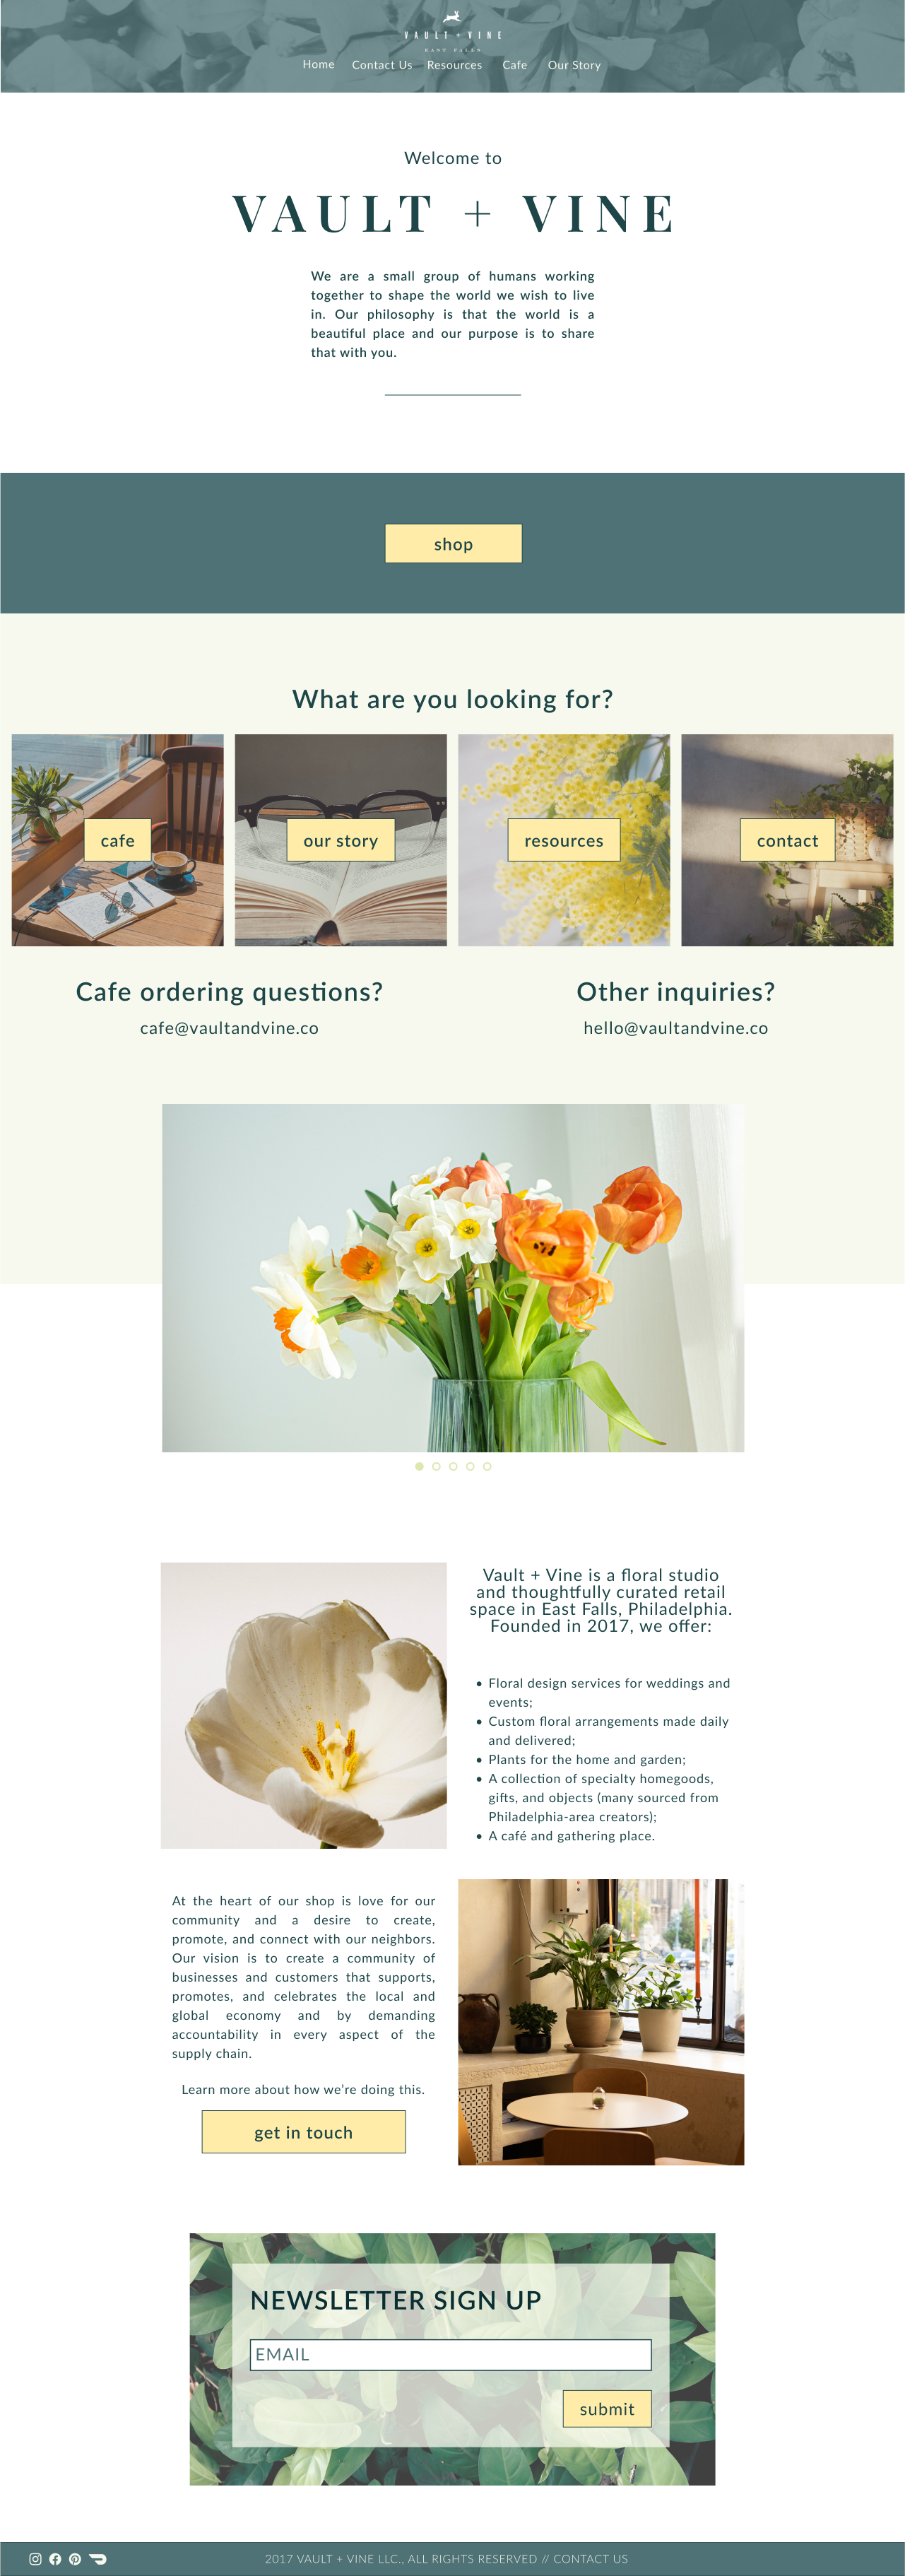 VAULT + VINE
EAST FALLS
Home Contact Us Resources Cafe Our Story
Welcome to
VAULT + VINE
We are a small group of humans working
together to shape the world we wish to live
in. Our philosophy is that the world is a
beautiful place and our purpose is to share
that with you.
shop
What are you looking for?
cafe
our story
resources
contact
Cafe ordering questions?
cafe@vaultandvine.co
Other inquiries?
hello@vaultandvine.co
Vault + Vine is a floral studio
and thoughtfully curated retail
space in East Falls, Philadelphia.
Founded in 2017, we offer:
• Floral design services for weddings and
events;
• Custom floral arrangements made daily
and delivered;
• Plants for the home and garden;
• A collection of specialty homegoods,
gifts, and objects (many sourced from
Philadelphia-area creators);
• A café and gathering place.
At the heart of our shop is love for our
community and a desire to create,
promote, and connect with our neighbors.
Our vision is to create a community of
businesses and customers that supports,
promotes, and celebrates the local and
global economy and by demanding
accountability in every aspect of the
supply chain.
Learn more about how we're doing this.
get in touch
NEWSLETTER SIGN UP
EMAIL
submit
2017 VAULT + VINE LLC., ALL RIGHTS RESERVED // CONTACT US